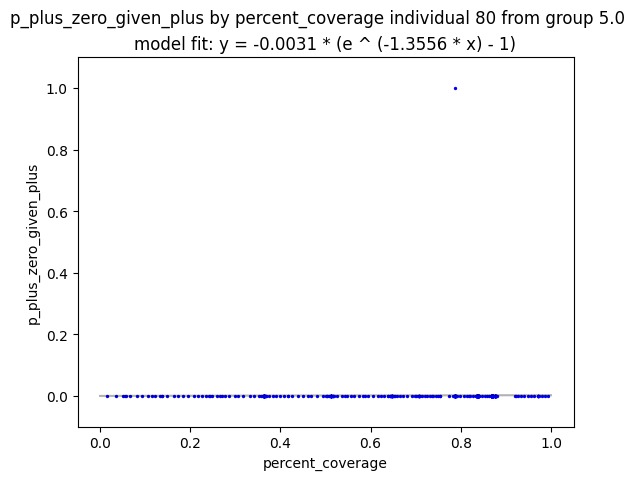 p_plus_zero_given_plus by percent_coverage individual 80 from group 5.0
model fit: y = -0.0031 * (e ^ (-1.3556 * x) - 1)
1.0
0.8
0.6
0.4
0.2
0.0
p_plus_zero_given_plus
0.0 0.2 0.4 0.6 0.8 1.0
percent_coverage